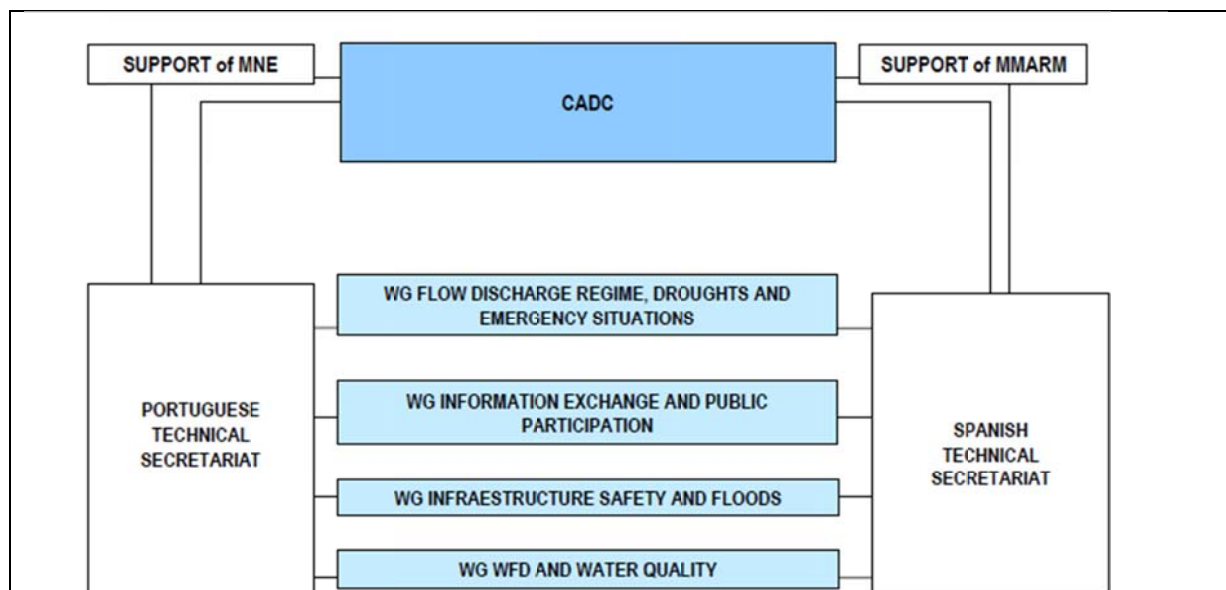 SUPPORT of MNE
CADC
SUPPORT of MMARM
WG FLOW DISCHARGE REGIME, DROUGHTS AND
EMERGENCY SITUATIONS
WG INFORMATION EXCHANGE AND PUBLIC
PARTICIPATION
PORTUGUESE
TECHNICAL
SECRETARIAT
SPANISH
TECHNICAL
SECRETARIAT
WG INFRAESTRUCTURE SAFETY AND FLOODS
WG WFD AND WATER QUALITY